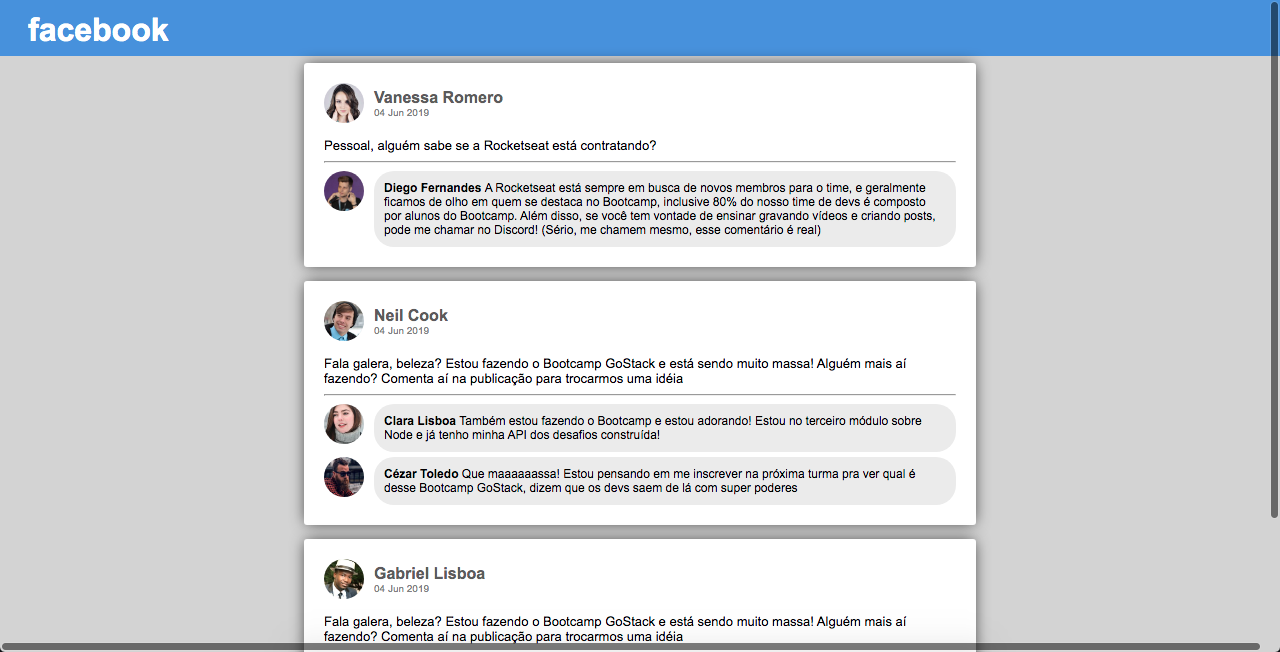 facebook
Vanessa Romero
04 Jun 2019
Pessoal, alguém sabe se a Rocketseat está contratando?
Diego Fernandes A Rocketseat está sempre em busca de novos membros para o time, e geralmente
ficamos de olho em quem se destaca no Bootcamp, inclusive 80% do nosso time de devs é composto
por alunos do Bootcamp. Além disso, se você tem vontade de ensinar gravando vídeos e criando posts,
pode me chamar no Discord! (Sério, me chamem mesmo, esse comentário é real)
Neil Cook
04 Jun 2019
Fala galera, beleza? Estou fazendo o Bootcamp GoStack e está sendo muito massa! Alguém mais aí
fazendo? Comenta aí na publicação para trocarmos uma idéia
Clara Lisboa Também estou fazendo o Bootcamp e estou adorando! Estou no terceiro módulo sobre
Node e já tenho minha API dos desafios construída!
Cézar Toledo Que maaaaaassa! Estou pensando em me inscrever na próxima turma pra ver qual é
desse Bootcamp GoStack, dizem que os devs saem de lá com super poderes
Gabriel Lisboa
04 Jun 2019
Fala galera, beleza? Estou fazendo o Bootcamp GoStack e está sendo muito massa! Alguém mais aí
fazendo? Comenta aí na publicação para trocarmos uma idéia